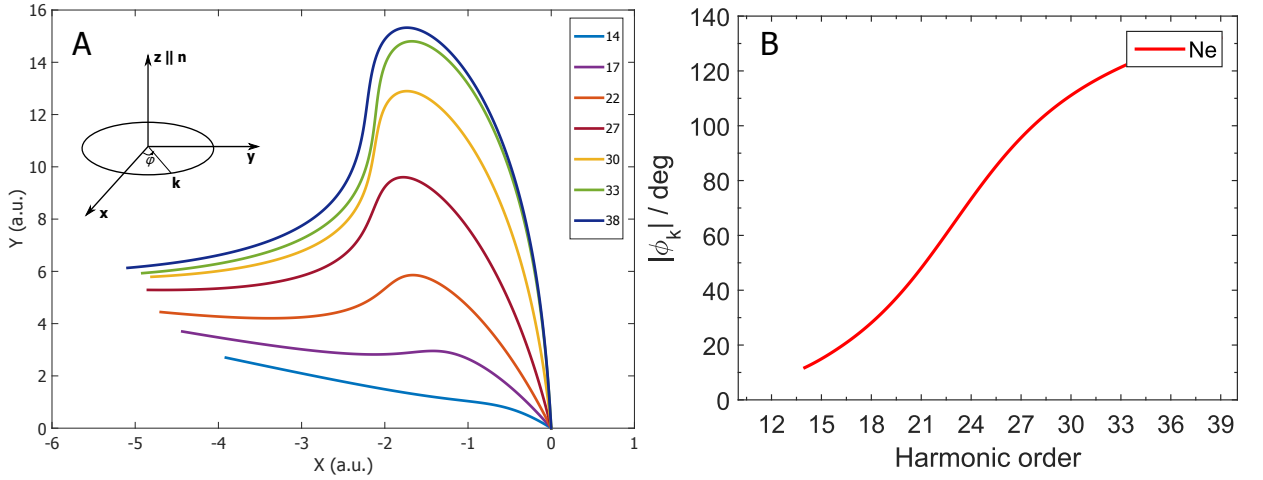 A
z || n
y
φ
k
x
14
17
22
27
30
33
38
16
14
12
10
8
6
4
2
0
Y (a.u.)
-6 -5 -4 -3 -2 -1 0 1
X (a.u.)
B
Ne
140
120
100
80
60
40
20
0
|ϕk| / deg
12 15 18 21 24 27 30 33 36 39
Harmonic order